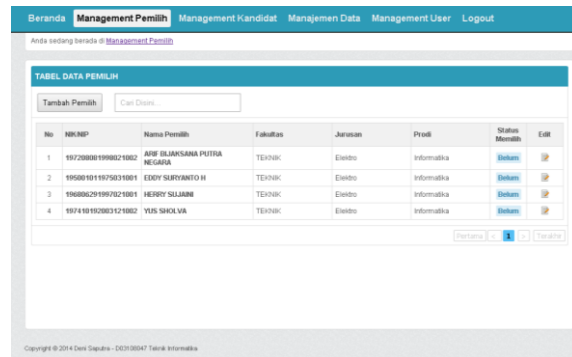 Beranda Management Pemilih Management Kandidat Manajemen Data Management User Logout
Anda sedang berada di Management Pemilih
TABEL DATA PEMILIH
Tambah Pemilih Cari Disini...
No NIK/NIP Nama Pemilih Fakultas Jurusan Prodi Status Memilih Edit
1 197208081998021002 ARIF BIJAKSANA PUTRA NEGARA TEKNIK Elektro Informatika Belum
2 195801011975031001 EDDY SURYANTO H TEKNIK Elektro Informatika Belum
3 196806291997021001 HERRY SUJAINI TEKNIK Elektro Informatika Belum
4 197410192003121002 YUS SHOLVA TEKNIK Elektro Informatika Belum
Pertama < 1 > Terakhir
Copyright © 2014 Deni Saputra - D03108047 Teknik Informatika